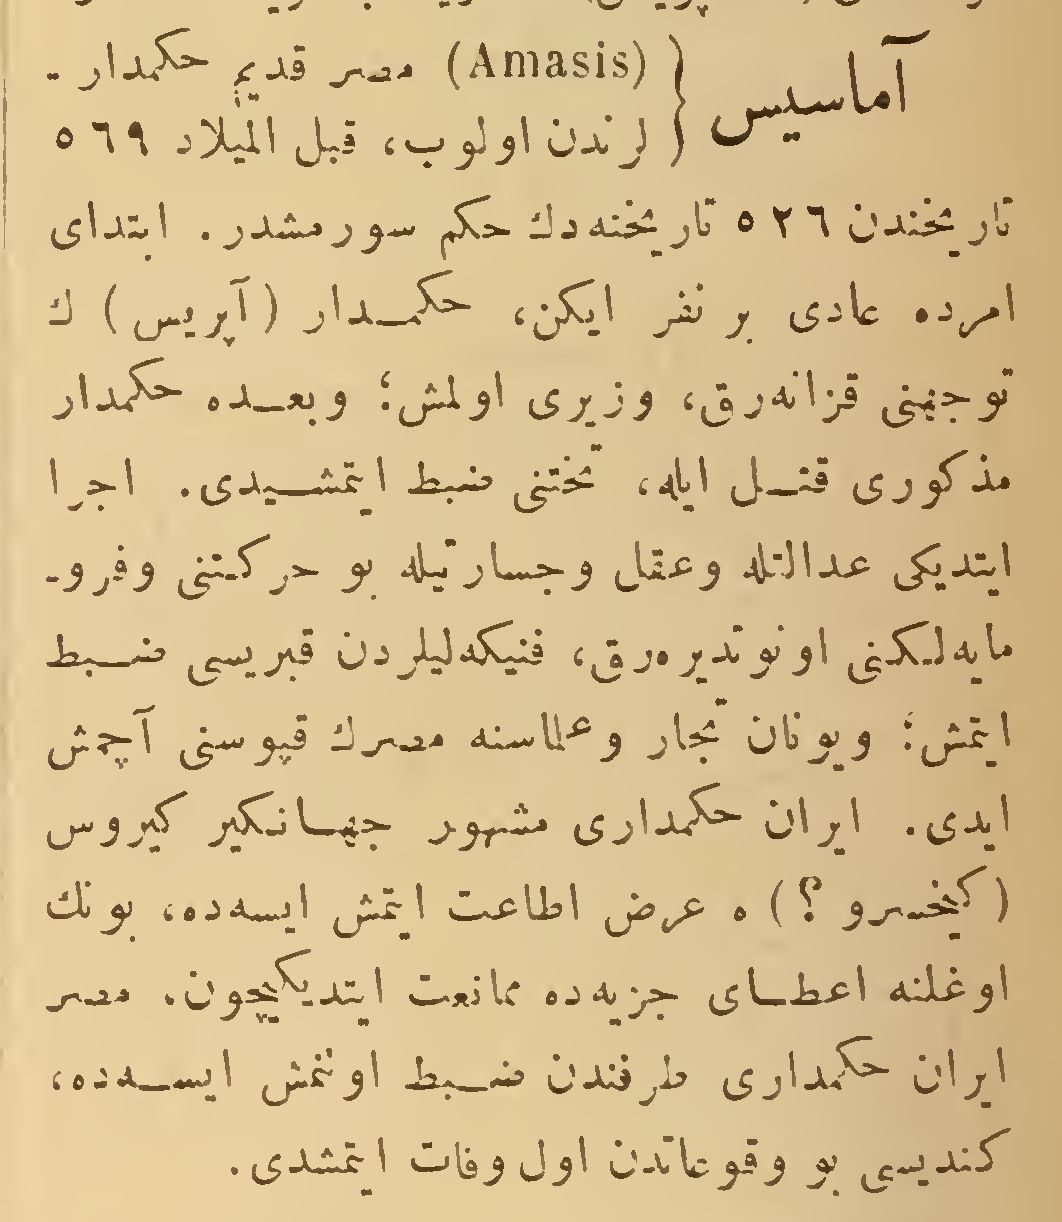 آماسیس { (Amasis) مصر قدیم حکمدار -
لرندن اولوب، قبل المیلاد ٥٦٩
تاریخندن ٥٢٦ تاریخنه‌دك حکم سورمشدر. ابتدای
امرده عادی بر نفر ایکن، حکمدار (آپریس) ك
توجهنی قزانه‌رق، وزیری اولمش؛ وبعده حکمدار
مذکوری قتل ایله، تختنی ضبط ایتمشیدی. اجرا
ایتدیکی عدالتله وعقل وجسارتیله بو حرکتنی وفرو-
مایه‌لکنی اونوتدیره‌رق، فنیکه‌لیلردن قبریسی ضبط
ایتمش؛ ویونان تجار وعلماسنه مصرك قپوسنی آچمش
ایدی. ایران حکمداری مشهور جهانکیر کیروس
(کیخسرو ؟) ه عرض اطاعت ایتمش ایسه‌ده، بونك
اوغلنه اعطای جزیه‌ده ممانعت ایتدیکیچون، مصر
ایران حکمداری طرفندن ضبط اولنمش ایسه‌ده،
کندیسی بو وقوعاتدن اول وفات ایتمشدی.